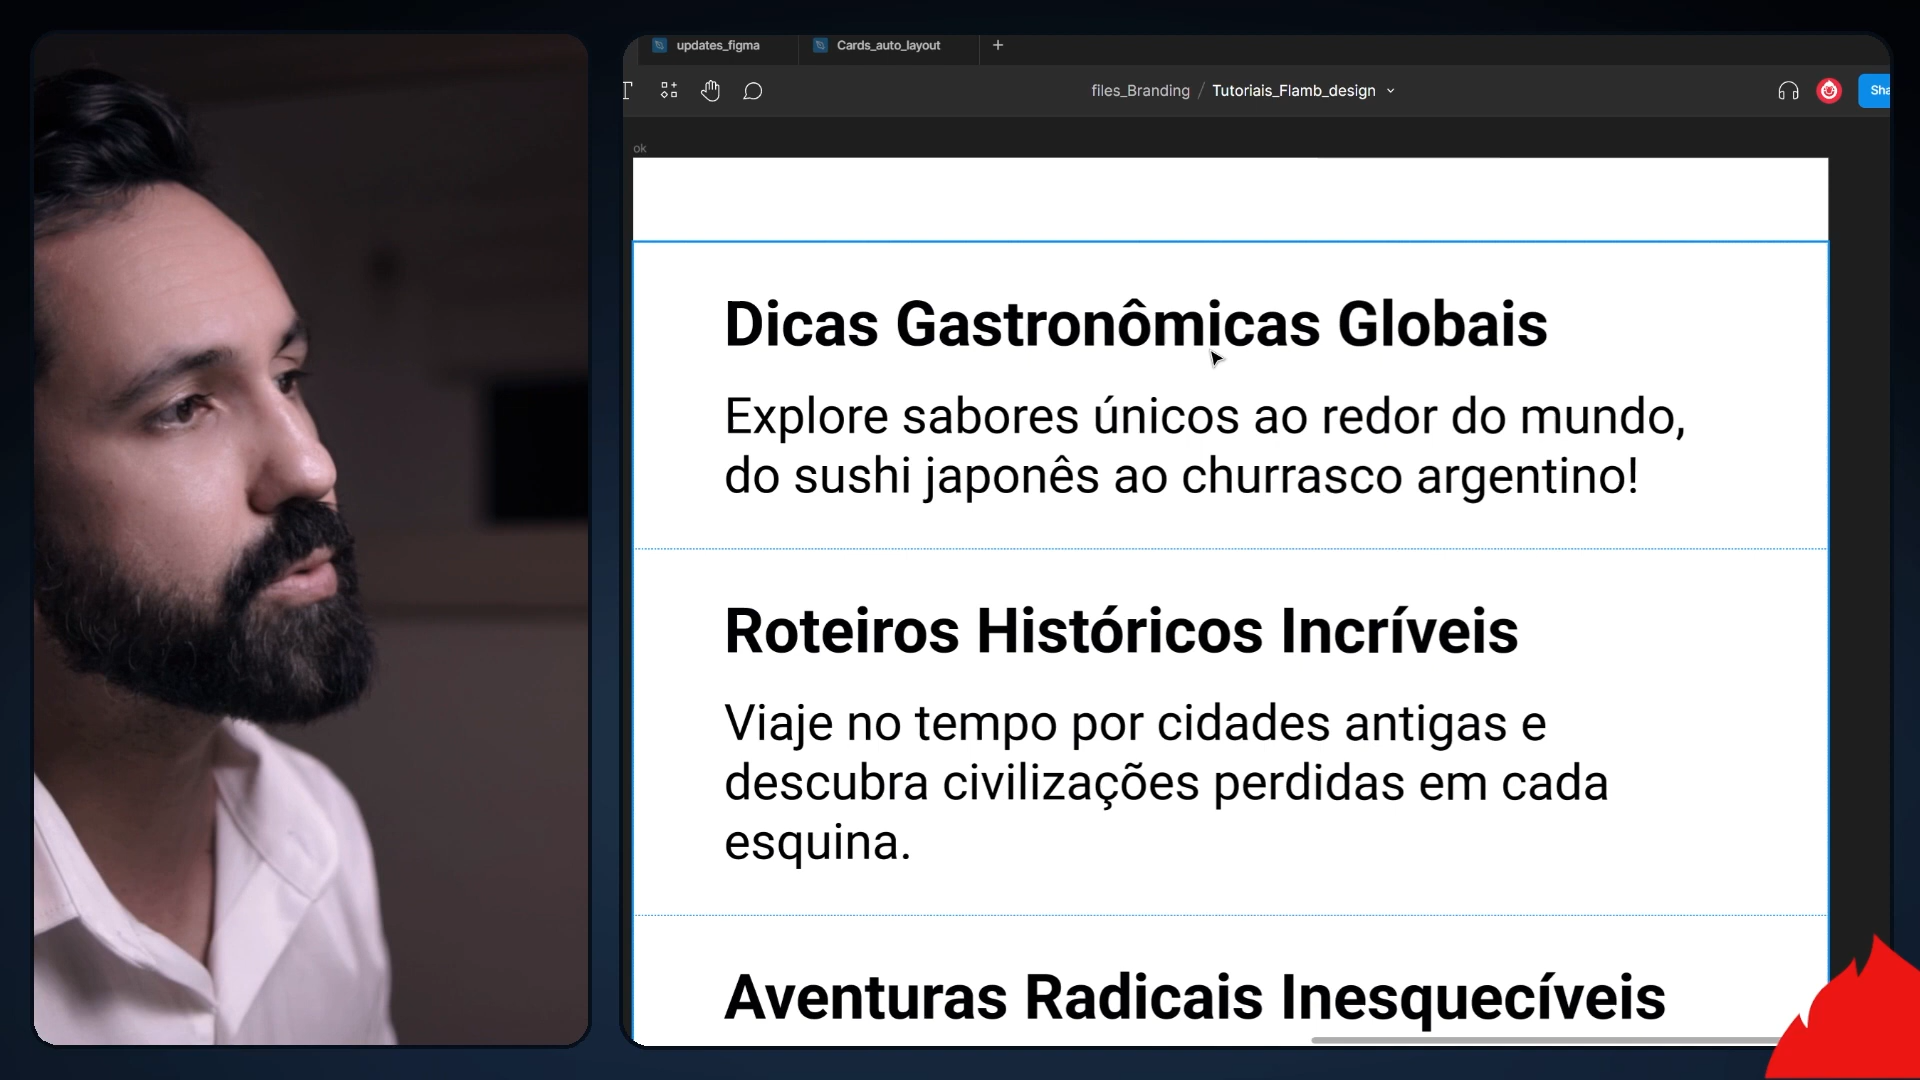 updates_figma
Cards_auto_layout
files_Branding / Tutoriais_Flamb_design
ok
Dicas Gastronômicas Globais
Explore sabores únicos ao redor do mundo,
do sushi japonês ao churrasco argentino!
Roteiros Históricos Incríveis
Viaje no tempo por cidades antigas e
descubra civilizações perdidas em cada
esquina.
Aventuras Radicais Inesquecíveis